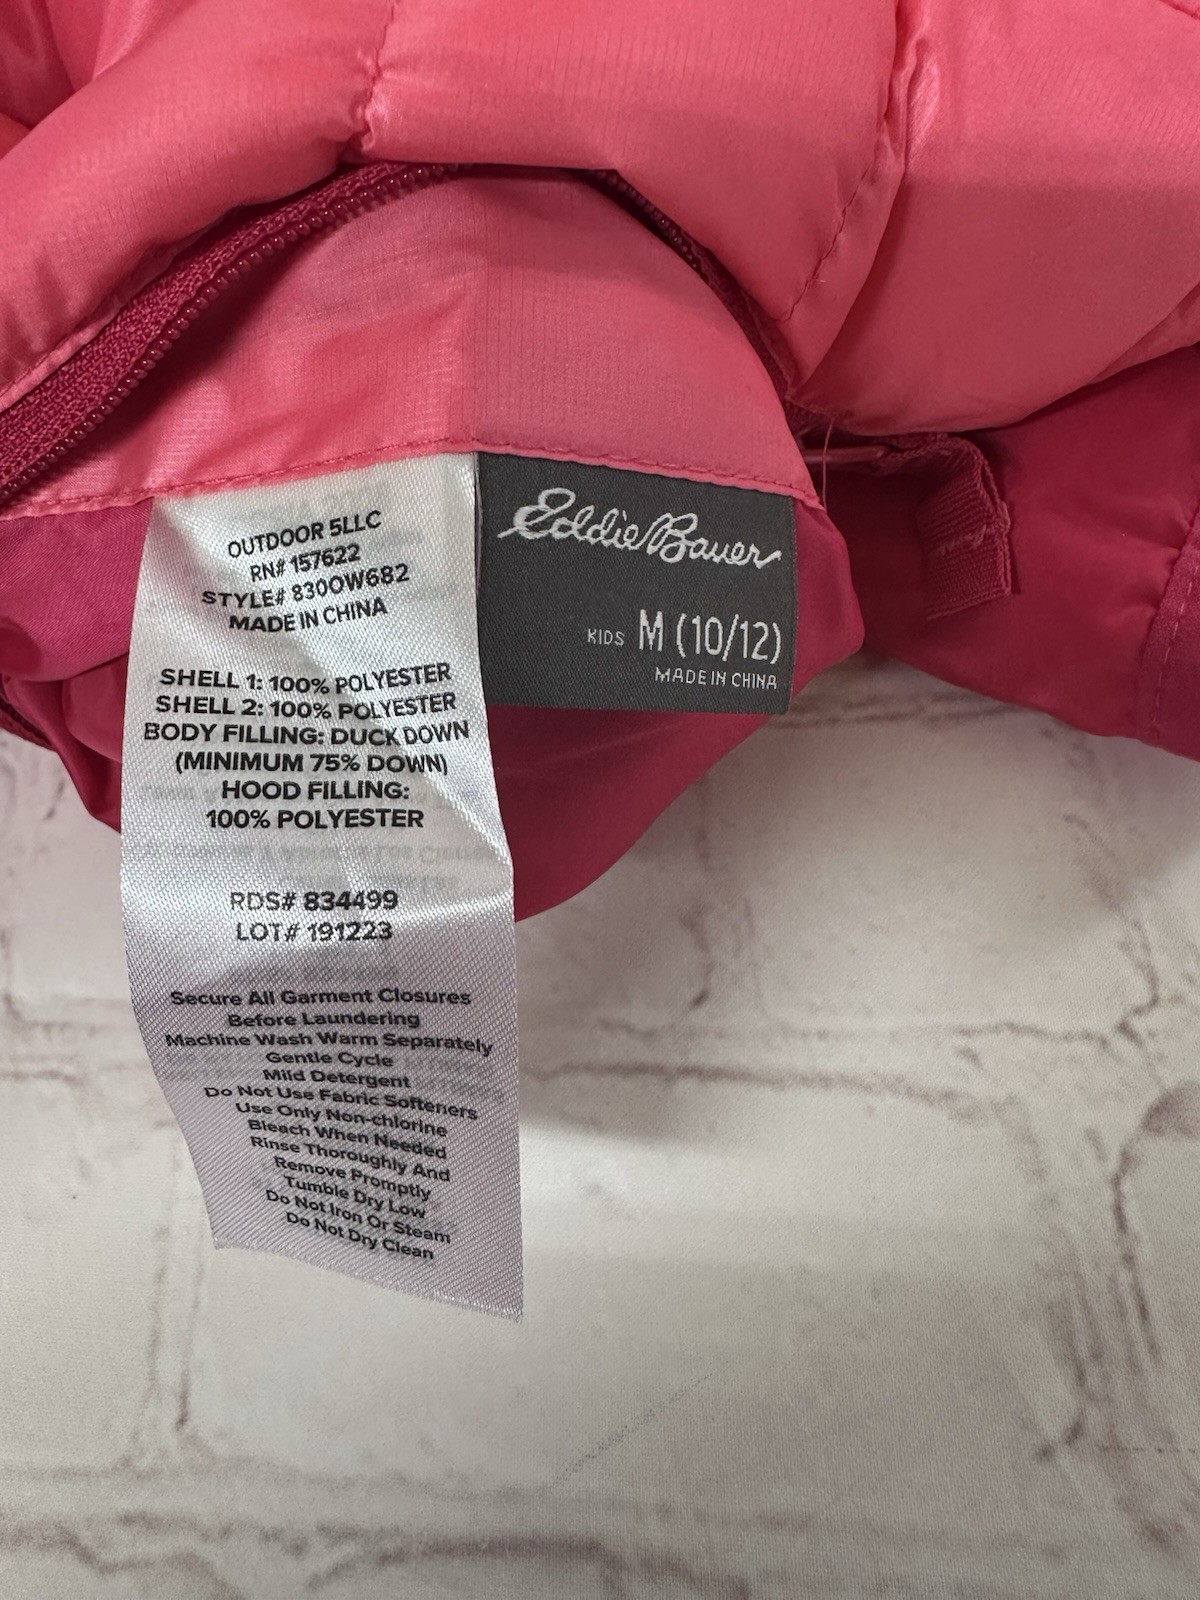 OUTDOOR 5LLC
RN# 157622
STYLE# 830OW682
MADE IN CHINA
SHELL 1: 100% POLYESTER
SHELL 2: 100% POLYESTER
BODY FILLING: DUCK DOWN
(MINIMUM 75% DOWN)
HOOD FILLING:
100% POLYESTER
RDS# 834499
LOT# 191223
Secure All Garment Closures
Before Laundering
Machine Wash Warm Separately
Gentle Cycle
Mild Detergent
Do Not Use Fabric Softeners
Use Only Non-chlorine
Bleach When Needed
Rinse Thoroughly And
Remove Promptly
Tumble Dry Low
Do Not Iron Or Steam
Do Not Dry Clean
Eddie Bauer
KIDS M (10/12)
MADE IN CHINA